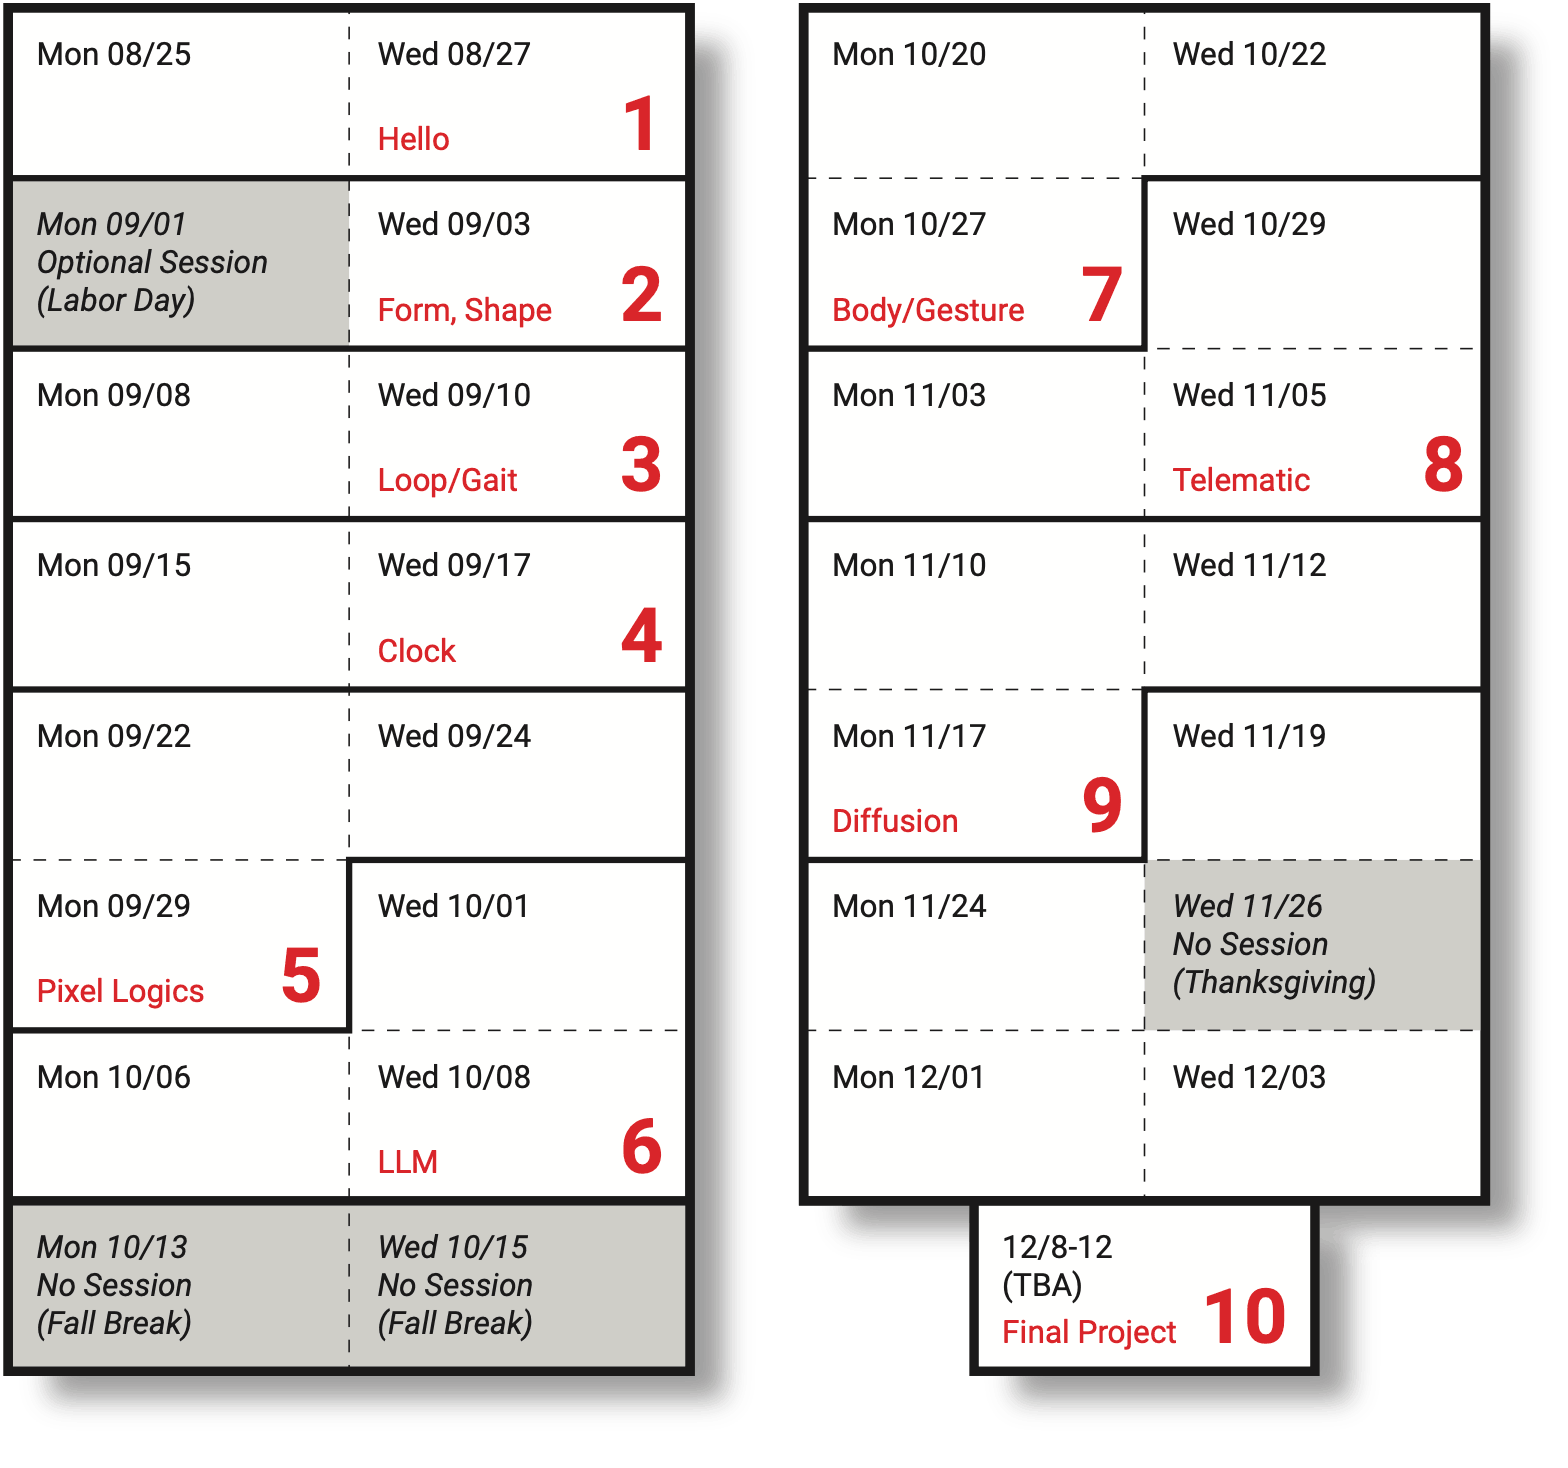 Mon 08/25
Wed 08/27
Hello
1
Mon 09/01
Optional Session
(Labor Day)
Wed 09/03
Form, Shape
2
Mon 09/08
Wed 09/10
Loop/Gait
3
Mon 09/15
Wed 09/17
Clock
4
Mon 09/22
Wed 09/24
Mon 09/29
Pixel Logics
5
Wed 10/01
Mon 10/06
Wed 10/08
LLM
6
Mon 10/13
No Session
(Fall Break)
Wed 10/15
No Session
(Fall Break)
Mon 10/20
Wed 10/22
Mon 10/27
Body/Gesture
7
Wed 10/29
Mon 11/03
Wed 11/05
Telematic
8
Mon 11/10
Wed 11/12
Mon 11/17
Diffusion
9
Wed 11/19
Mon 11/24
Wed 11/26
No Session
(Thanksgiving)
Mon 12/01
Wed 12/03
12/8-12
(TBA)
Final Project
10